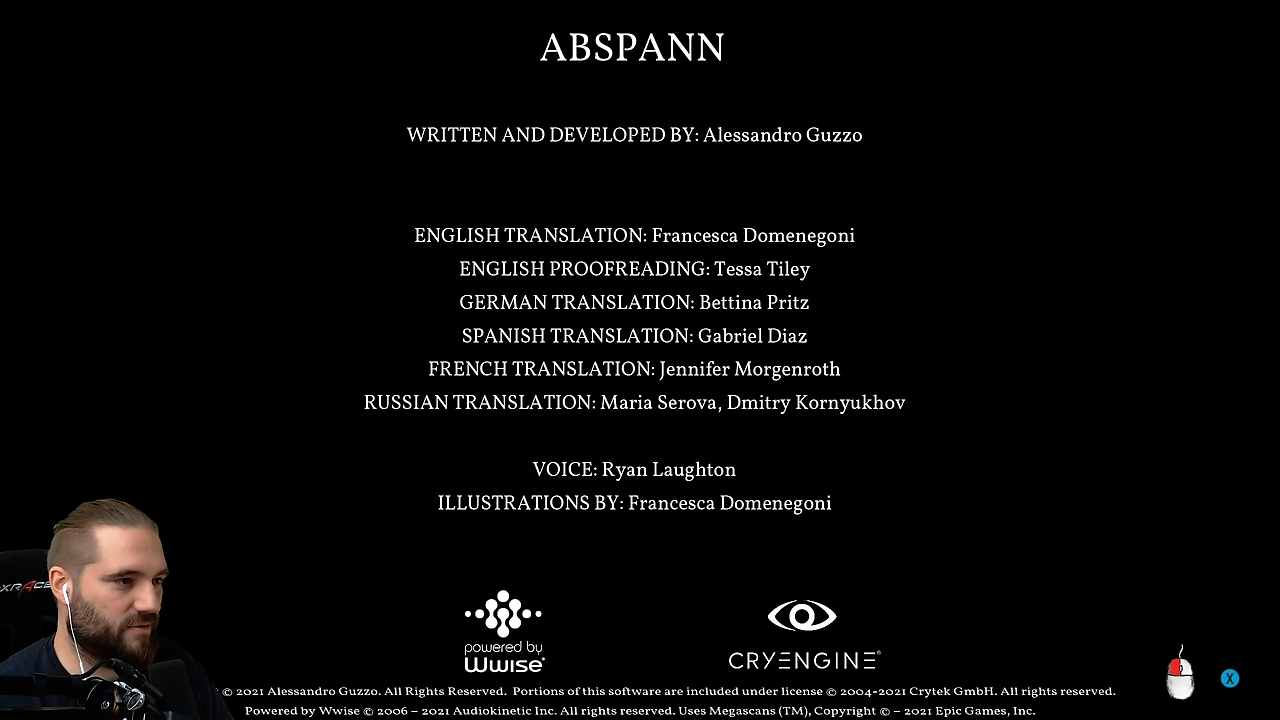 ABSPANN
WRITTEN AND DEVELOPED BY: Alessandro Guzzo
ENGLISH TRANSLATION: Francesca Domenegoni
ENGLISH PROOFREADING: Tessa Tiley
GERMAN TRANSLATION: Bettina Pritz
SPANISH TRANSLATION: Gabriel Diaz
FRENCH TRANSLATION: Jennifer Morgenroth
RUSSIAN TRANSLATION: Maria Serova, Dmitry Kornyukhov
VOICE: Ryan Laughton
ILLUSTRATIONS BY: Francesca Domenegoni
powered by
Wwise®
CRYENGINE®
© 2021 Alessandro Guzzo. All Rights Reserved. Portions of this software are included under license © 2004-2021 Crytek GmbH. All rights reserved.
Powered by Wwise © 2006 – 2021 Audiokinetic Inc. All rights reserved. Uses Megascans (TM), Copyright © – 2021 Epic Games, Inc.
X